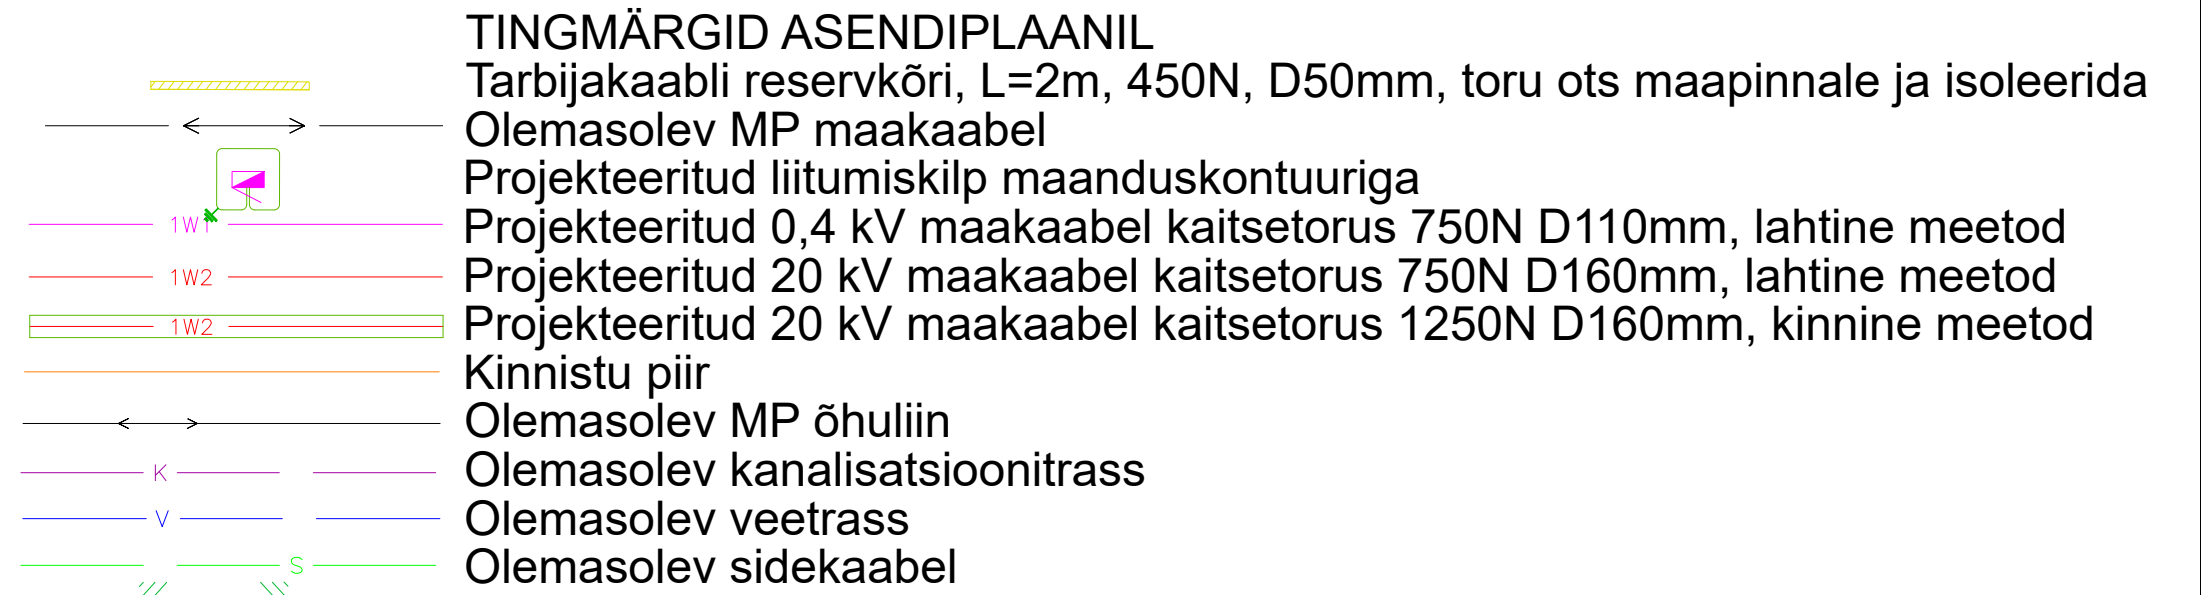 TINGMÄRGID ASENDIPLAANIL
Tarbijakaabli reservkõri, L=2m, 450N, D50mm, toru ots maapinnale ja isoleerida
Olemasolev MP maakaabel
Projekteeritud liitumiskilp maanduskontuuriga
1W1 Projekteeritud 0,4 kV maakaabel kaitsetorus 750N D110mm, lahtine meetod
1W2 Projekteeritud 20 kV maakaabel kaitsetorus 750N D160mm, lahtine meetod
1W2 Projekteeritud 20 kV maakaabel kaitsetorus 1250N D160mm, kinnine meetod
Kinnistu piir
Olemasolev MP õhuliin
K Olemasolev kanalisatsioonitrass
V Olemasolev veetrass
S Olemasolev sidekaabel